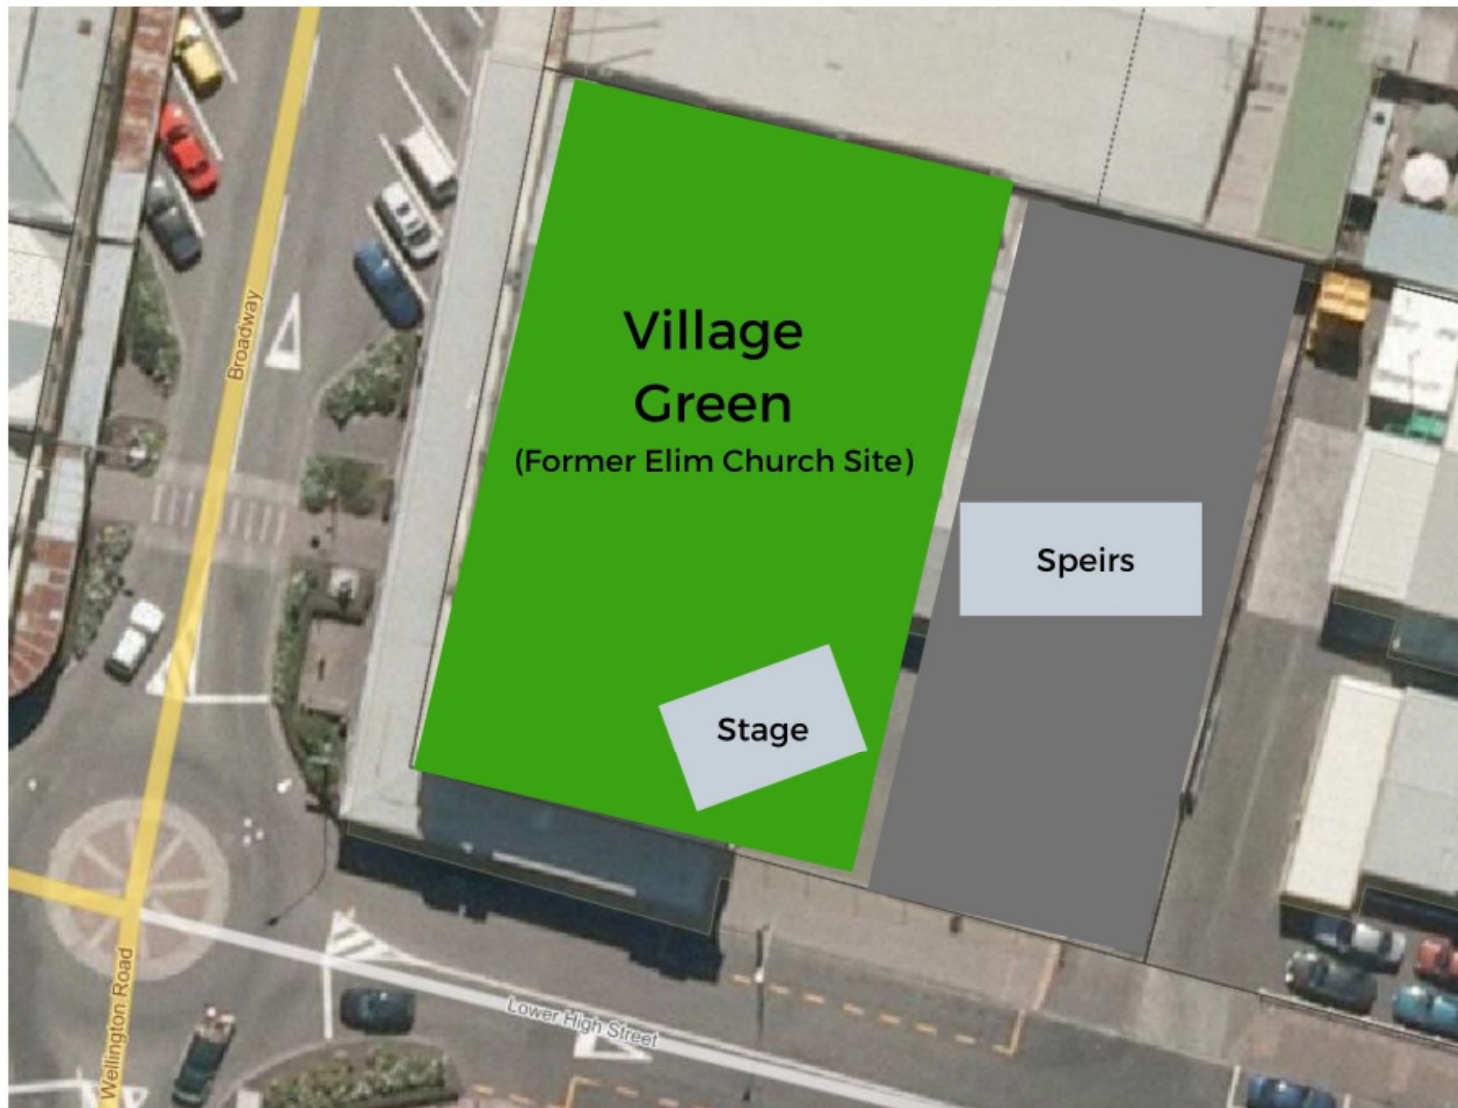 Village
Green
(Former Elim Church Site)
Speirs
Stage
Broadway
Wellington Road
Lower High Street